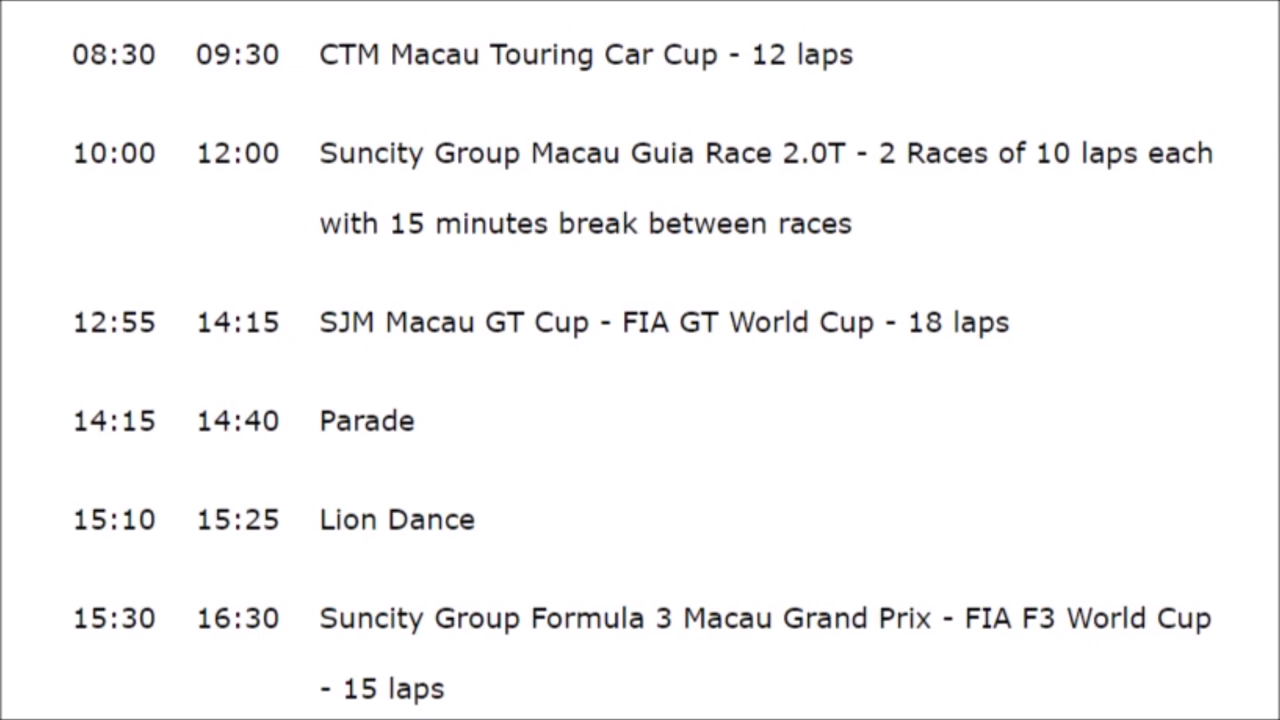 08:30 09:30 CTM Macau Touring Car Cup - 12 laps
10:00 12:00 Suncity Group Macau Guia Race 2.0T - 2 Races of 10 laps each
with 15 minutes break between races
12:55 14:15 SJM Macau GT Cup - FIA GT World Cup - 18 laps
14:15 14:40 Parade
15:10 15:25 Lion Dance
15:30 16:30 Suncity Group Formula 3 Macau Grand Prix - FIA F3 World Cup
- 15 laps